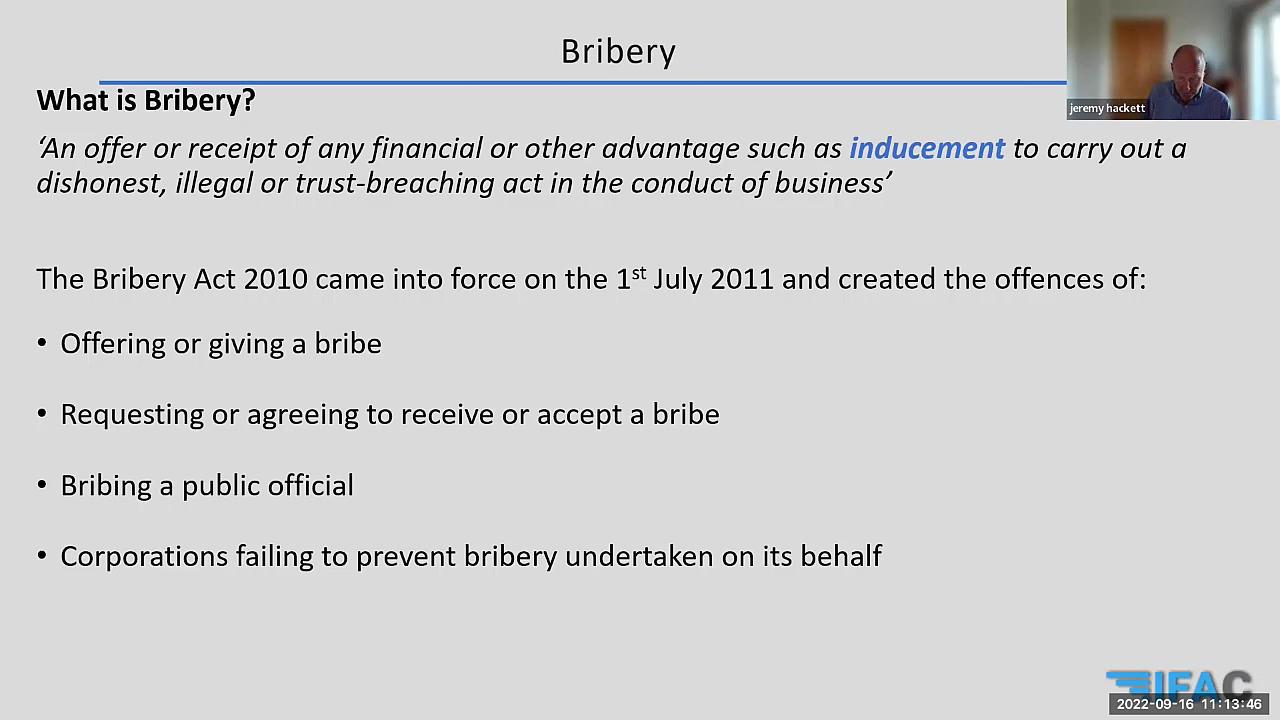 Bribery
jeremy hackett
What is Bribery?
‘An offer or receipt of any financial or other advantage such as inducement to carry out a
dishonest, illegal or trust-breaching act in the conduct of business’
The Bribery Act 2010 came into force on the 1st July 2011 and created the offences of:
• Offering or giving a bribe
• Requesting or agreeing to receive or accept a bribe
• Bribing a public official
• Corporations failing to prevent bribery undertaken on its behalf
IFAC
2022-09-16 11:13:46